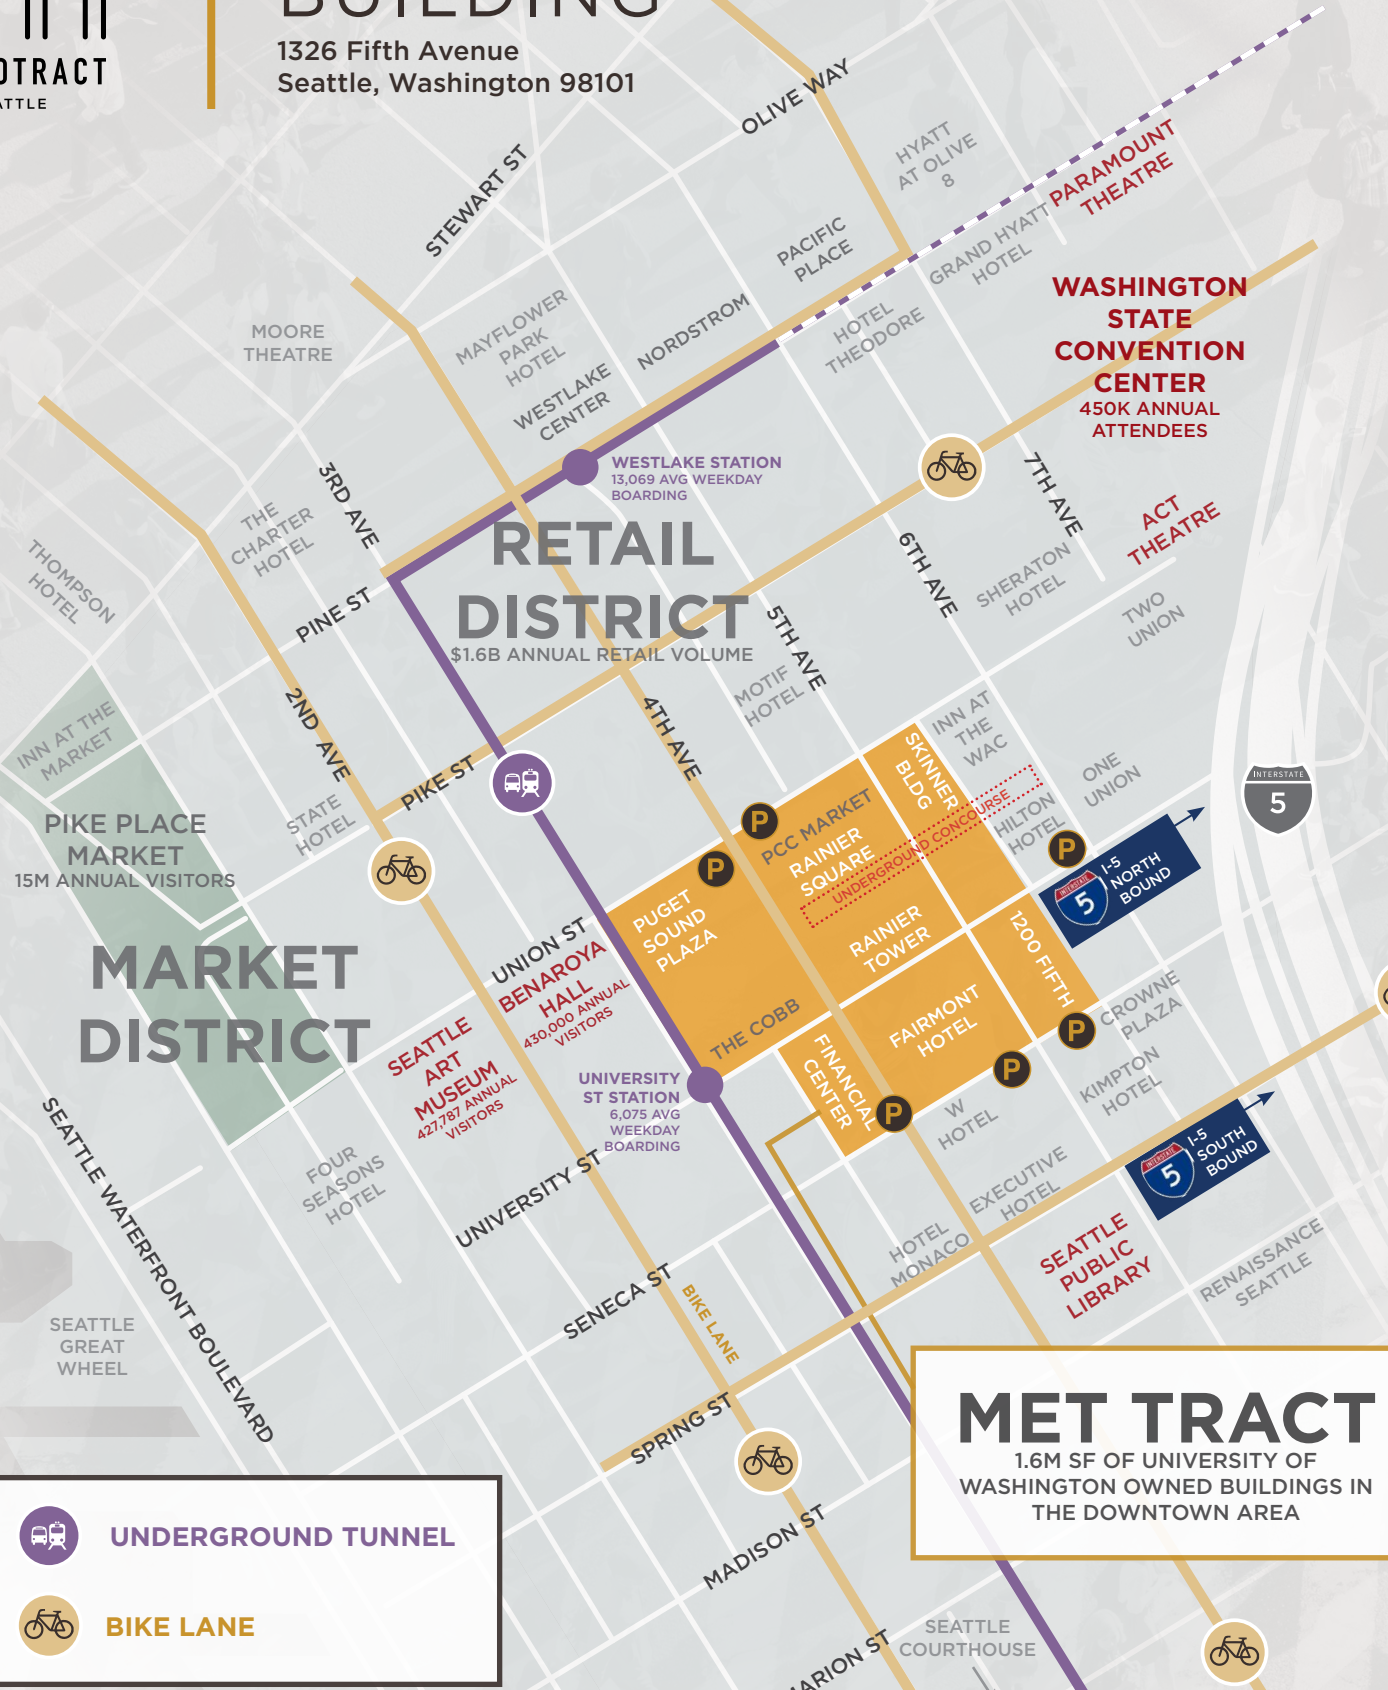 BUILDING
1326 Fifth Avenue
Seattle, Washington 98101
OTRACT
ATTLE
OLIVE WAY
STEWART ST
HYATT
AT OLIVE
8
PARAMOUNT
THEATRE
PACIFIC
PLACE
GRAND HYATT
HOTEL
WASHINGTON
STATE
CONVENTION
CENTER
450K ANNUAL
ATTENDEES
MOORE
THEATRE
MAYFLOWER
PARK
HOTEL
NORDSTROM
HOTEL
THEODORE
WESTLAKE
CENTER
WESTLAKE STATION
13,069 AVG WEEKDAY
BOARDING
3RD AVE
7TH AVE
THE
CHARTER
HOTEL
THOMPSON
HOTEL
RETAIL
DISTRICT
$1.6B ANNUAL RETAIL VOLUME
ACT
THEATRE
6TH AVE
SHERATON
HOTEL
TWO
UNION
PINE ST
5TH AVE
MOTIF
HOTEL
2ND AVE
4TH AVE
INN AT THE
MARKET
INN AT
THE
WAC
SKINNER
BLDG
ONE
UNION
INTERSTATE
5
PIKE ST
STATE
HOTEL
PIKE PLACE
MARKET
15M ANNUAL VISITORS
P
P
PCC MARKET
RAINIER
SQUARE
UNDERGROUND CONCOURSE
HILTON
HOTEL
P
INTERSTATE
5
I-5
NORTH
BOUND
PUGET
SOUND
PLAZA
RAINIER
TOWER
1200 FIFTH
MARKET
DISTRICT
UNION ST
BENAROYA
HALL
430,000 ANNUAL
VISITORS
SEATTLE
ART
MUSEUM
427,787 ANNUAL
VISITORS
THE COBB
FAIRMONT
HOTEL
FINANCIAL
CENTER
P
P
P
CROWNE
PLAZA
KIMPTON
HOTEL
W
HOTEL
UNIVERSITY
ST STATION
6,075 AVG
WEEKDAY
BOARDING
INTERSTATE
5
I-5
SOUTH
BOUND
SEATTLE WATERFRONT BOULEVARD
FOUR
SEASONS
HOTEL
UNIVERSITY ST
EXECUTIVE
HOTEL
HOTEL
MONACO
SEATTLE
PUBLIC
LIBRARY
RENAISSANCE
SEATTLE
SENECA ST
BIKE LANE
SEATTLE
GREAT
WHEEL
SPRING ST
MET TRACT
1.6M SF OF UNIVERSITY OF
WASHINGTON OWNED BUILDINGS IN
THE DOWNTOWN AREA
MADISON ST
UNDERGROUND TUNNEL
BIKE LANE
ARION ST
SEATTLE
COURTHOUSE